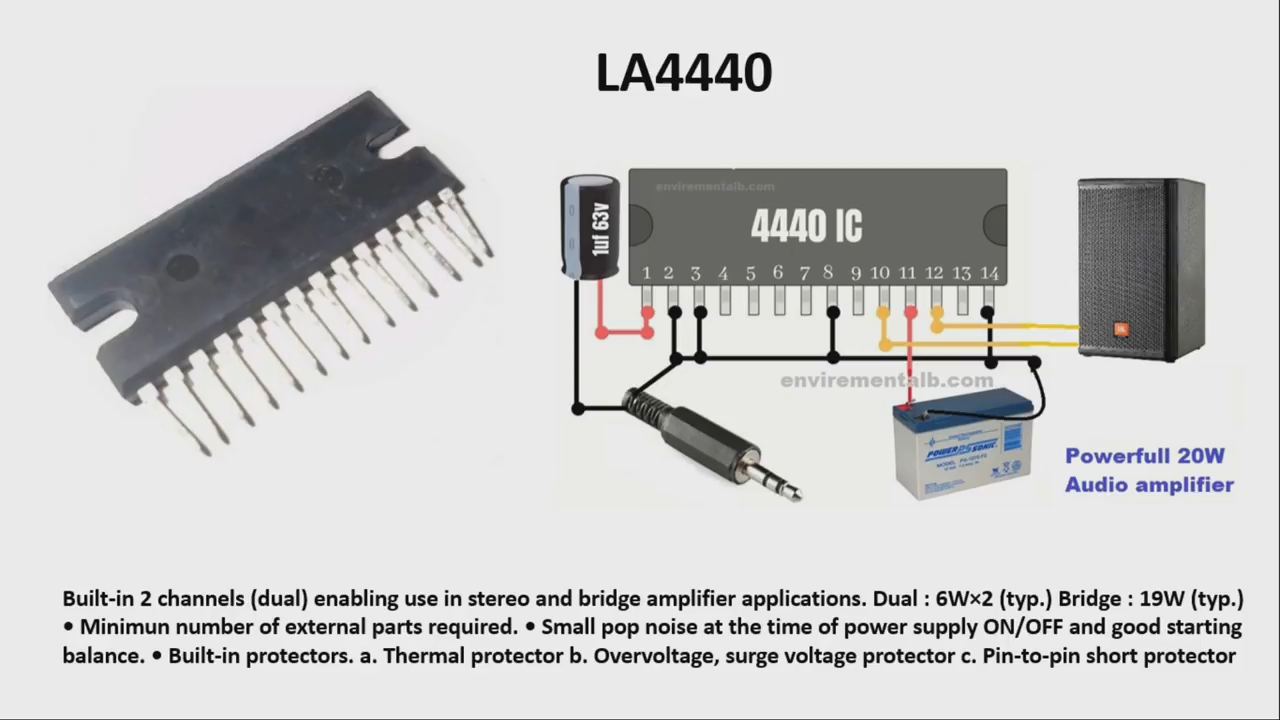 LA4440
envirementalb.com
1uf 63v
4440 IC
1 2 3 4 5 6 7 8 9 10 11 12 13 14
envirementalb.com
POWER SONIC
Powerfull 20W
Audio amplifier
Built-in 2 channels (dual) enabling use in stereo and bridge amplifier applications. Dual : 6W×2 (typ.) Bridge : 19W (typ.)
• Minimun number of external parts required. • Small pop noise at the time of power supply ON/OFF and good starting
balance. • Built-in protectors. a. Thermal protector b. Overvoltage, surge voltage protector c. Pin-to-pin short protector